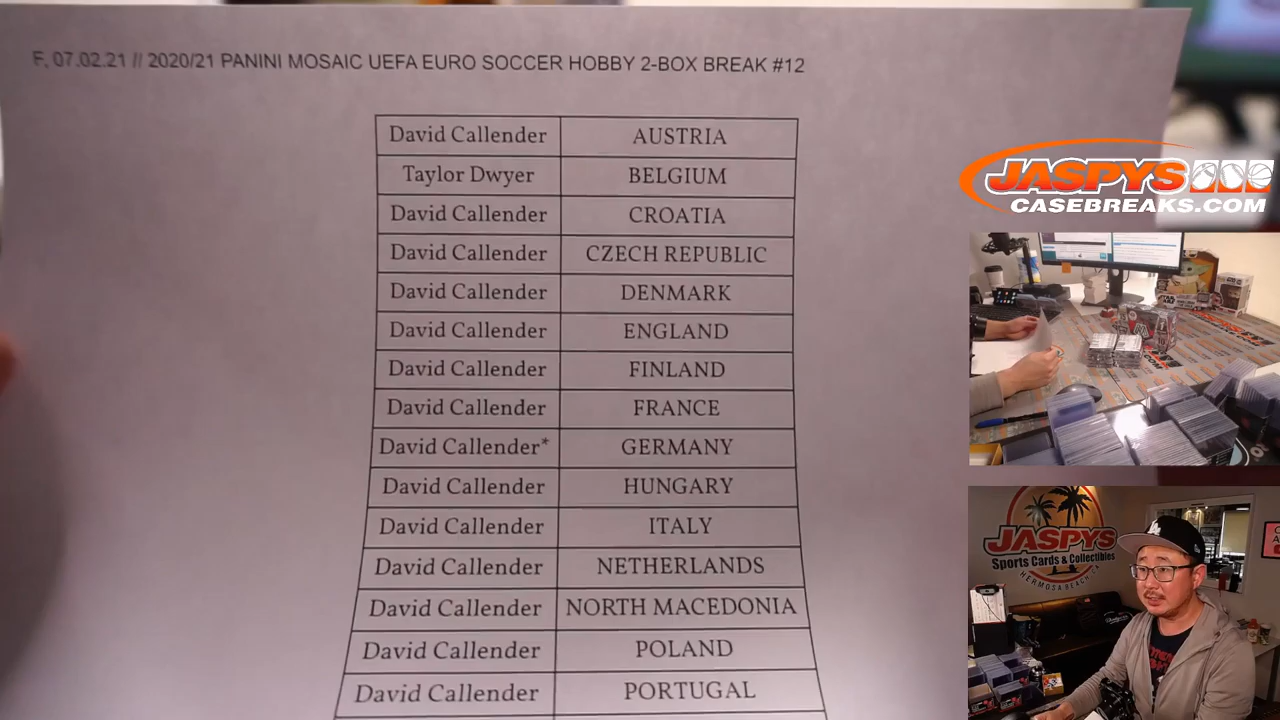 F, 07.02.21 // 2020/21 PANINI MOSAIC UEFA EURO SOCCER HOBBY 2-BOX BREAK #12
David Callender AUSTRIA
Taylor Dwyer BELGIUM
David Callender CROATIA
David Callender CZECH REPUBLIC
David Callender DENMARK
David Callender ENGLAND
David Callender FINLAND
David Callender FRANCE
David Callender* GERMANY
David Callender HUNGARY
David Callender ITALY
David Callender NETHERLANDS
David Callender NORTH MACEDONIA
David Callender POLAND
David Callender PORTUGAL
JASPYS
CASEBREAKS.COM
JASPYS
Sports Cards & Collectibles
HERMOSA BEACH, CA
LA